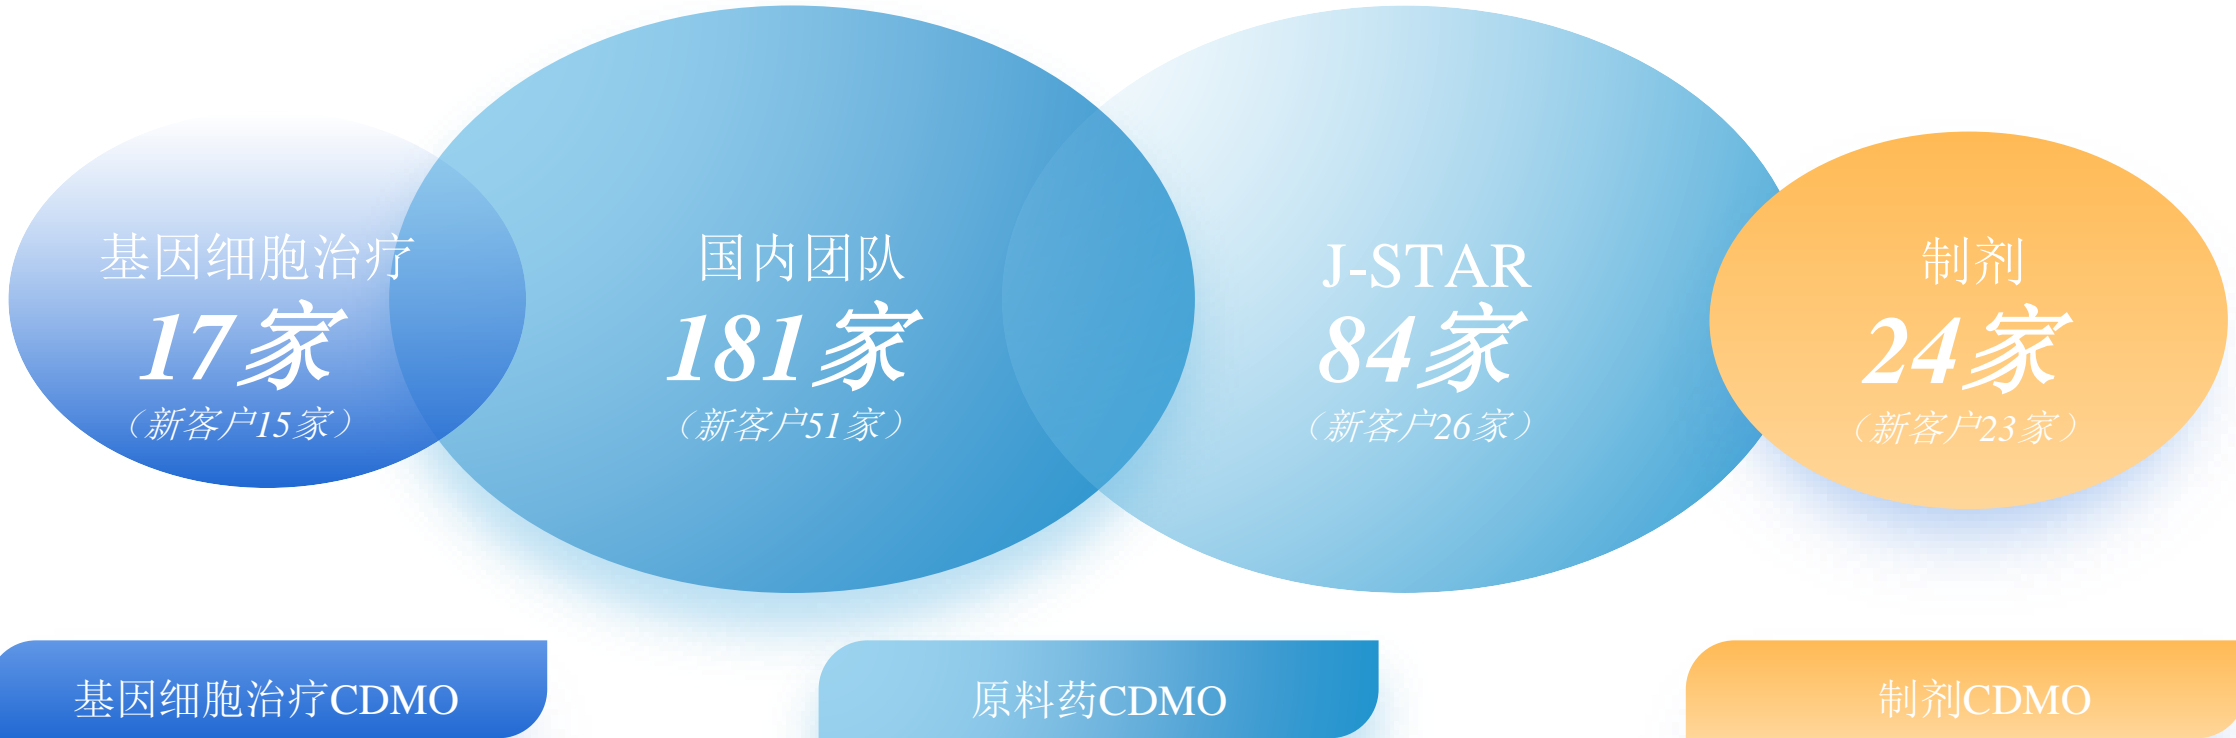 基因细胞治疗
17家
（新客户15家）
国内团队
181家
（新客户51家）
J-STAR
84家
（新客户26家）
制剂
24家
（新客户23家）
基因细胞治疗CDMO
原料药CDMO
制剂CDMO